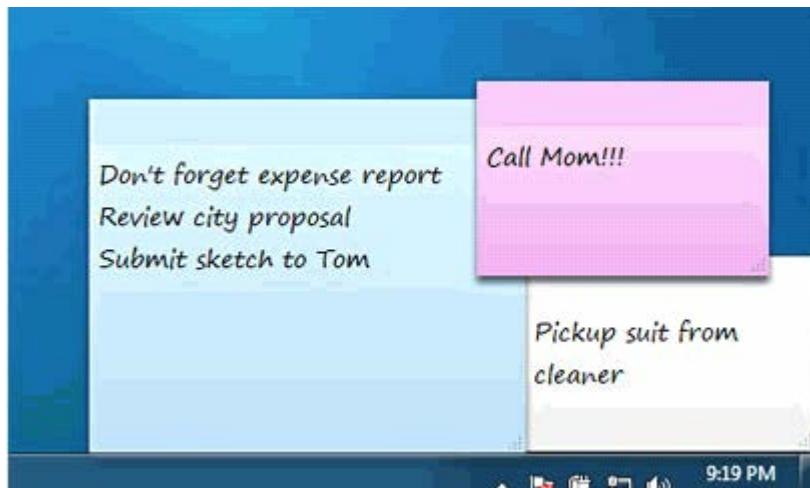 Don't forget expense report
Review city proposal
Submit sketch to Tom
Call Mom!!!
Pickup suit from
cleaner
9:19 PM